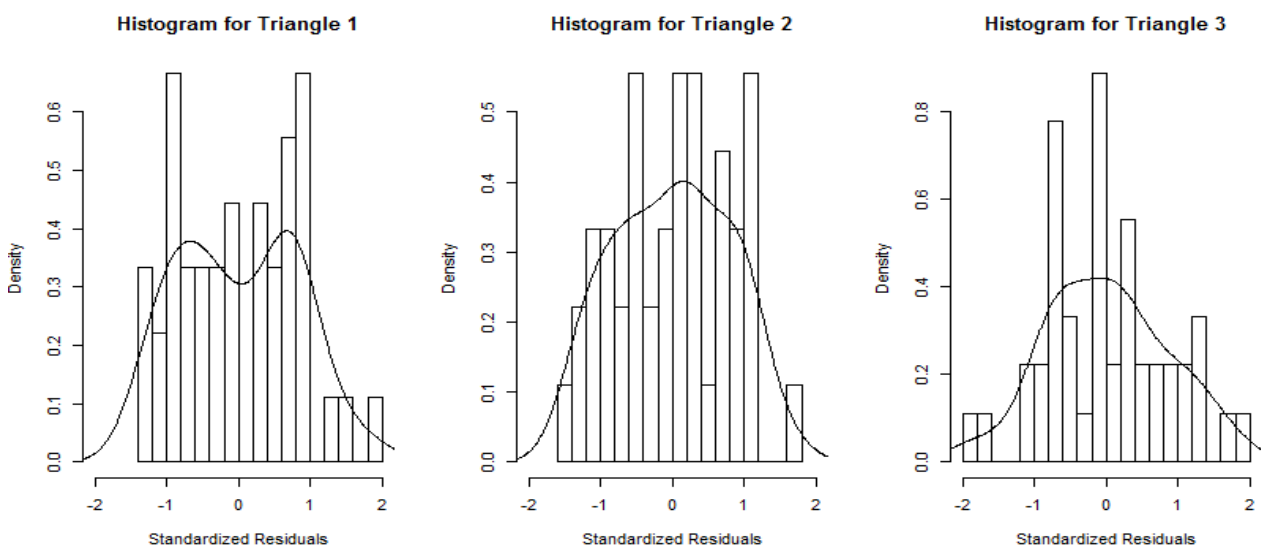 Histogram for Triangle 1
Density
0.0 0.1 0.2 0.3 0.4 0.5 0.6
-2 -1 0 1 2
Standardized Residuals
Histogram for Triangle 2
Density
0.0 0.1 0.2 0.3 0.4 0.5
-2 -1 0 1 2
Standardized Residuals
Histogram for Triangle 3
Density
0.0 0.2 0.4 0.6 0.8
-2 -1 0 1 2
Standardized Residuals